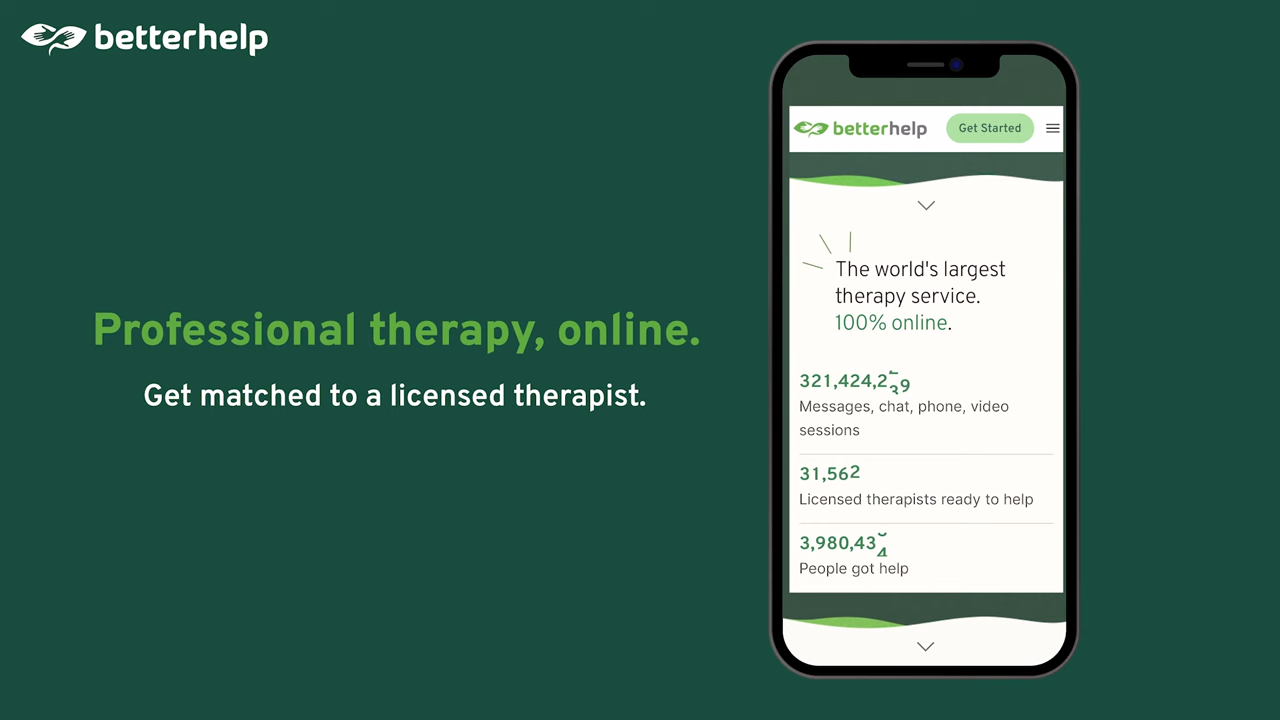 betterhelp
Professional therapy, online.
Get matched to a licensed therapist.
betterhelp
Get Started
The world's largest
therapy service.
100% online.
Messages, chat, phone, video
sessions
31,562
Licensed therapists ready to help
People got help